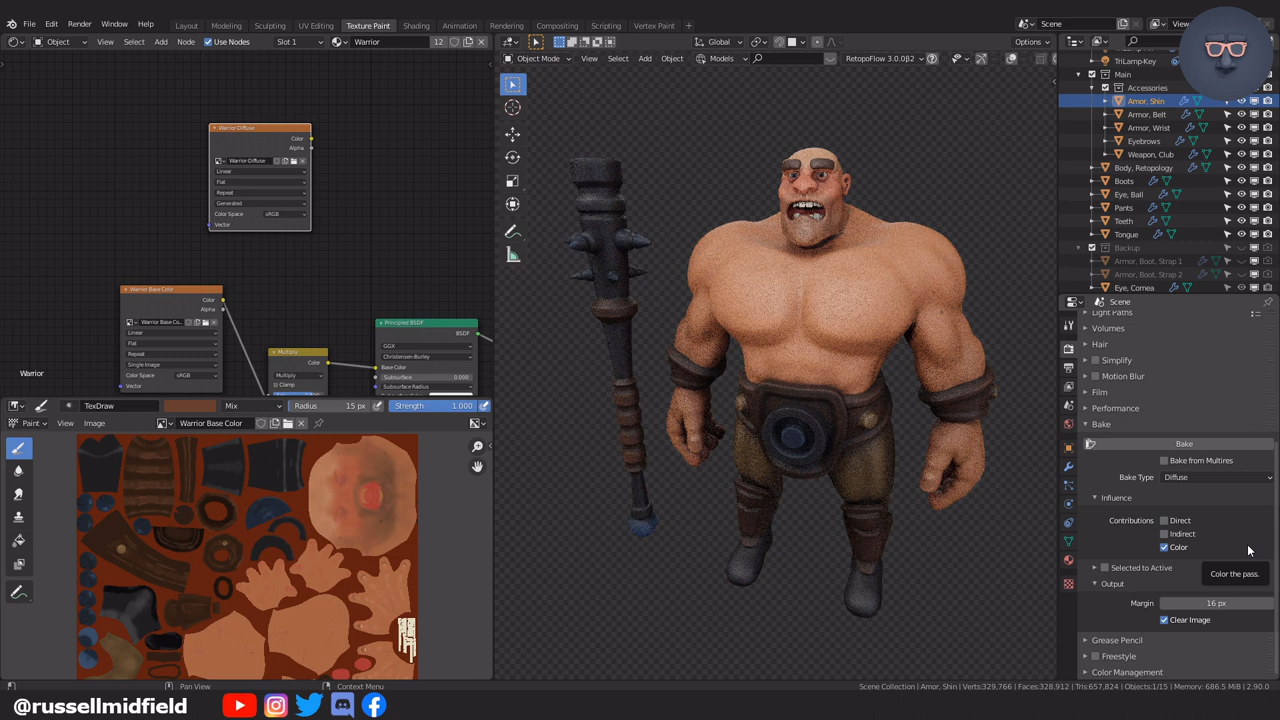 File Edit Render Window Help Layout Modeling Sculpting UV Editing Texture Paint Shading Animation Rendering Compositing Scripting Vertex Paint + Scene View
Object View Select Add Node Use Nodes Slot 1 Warrior 12 Global Options
Object Mode View Select Add Object Models RetopoFlow 3.0.0β2
TriLamp-Key
Main
Accessories
Amor, Shin
Armor, Belt
Armor, Wrist
Eyebrows
Weapon, Club
Body, Retopology
Boots
Eye, Ball
Pants
Teeth
Tongue
Backup
Armor, Boot, Strap 1
Armor, Boot, Strap 2
Eye, Cornea
Warrior-Diffuse
Color
Alpha
Warrior-Diffuse
Linear
Flat
Repeat
Generated
Color Space sRGB
Vector
Warrior Base Color
Color
Alpha
Warrior Base Co..
Linear
Flat
Repeat
Single Image
Color Space sRGB
Vector
Multiply
Color
Multiply
Clamp
Principled BSDF
BSDF
GGX
Christensen-Burley
Base Color
Subsurface 0.000
Subsurface Radius
Warrior
TexDraw Mix Radius 15 px Strength 1.000
Paint View Image Warrior Base Color
Scene
Light Paths
Volumes
Hair
Simplify
Motion Blur
Film
Performance
Bake
Bake
Bake from Multires
Bake Type Diffuse
Influence
Contributions Direct
Indirect
Color
Selected to Active
Color the pass.
Output
Margin 16 px
Clear Image
Grease Pencil
Freestyle
Color Management
Pan View Context Menu
Scene Collection | Amor, Shin | Verts:329,766 | Faces:328,912 | Tris:657,824 | Objects:1/15 | Memory: 686.5 MiB | 2.90.0
@russellmidfield